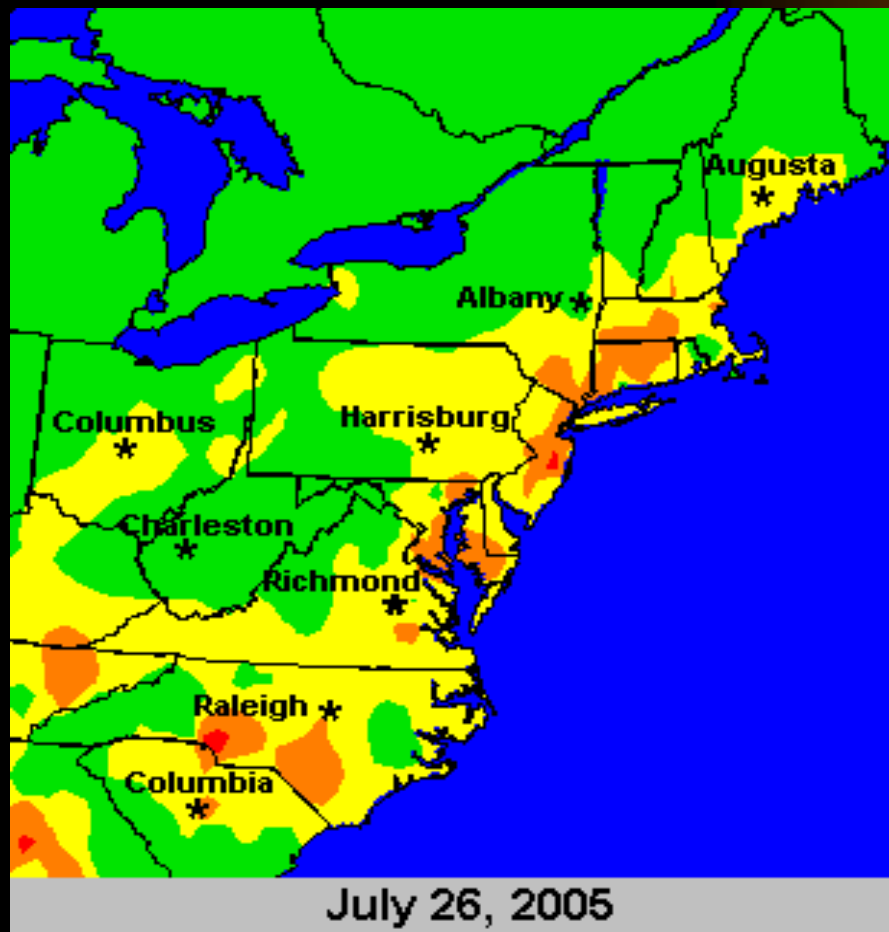 Augusta
Albany
Columbus
Harrisburg
Charleston
Richmond
Raleigh
Columbia
July 26, 2005